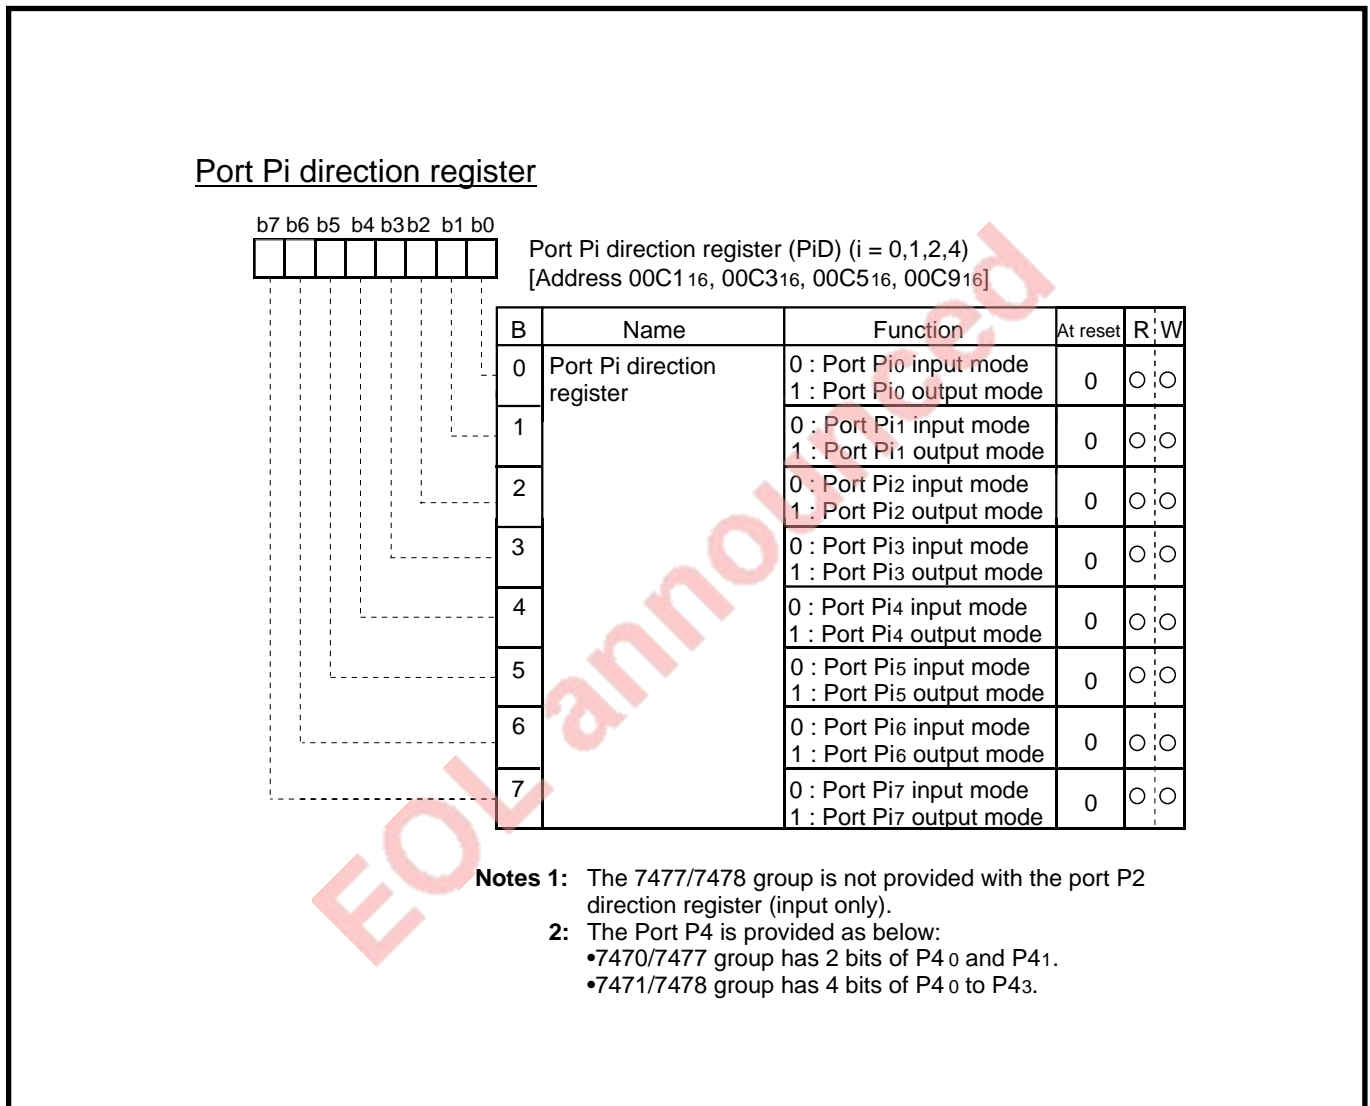 Port Pi direction register
b7 b6 b5 b4 b3 b2 b1 b0
Port Pi direction register (PiD) (i = 0,1,2,4)
[Address 00C116, 00C316, 00C516, 00C916]
B Name Function At reset R W
0 Port Pi direction register 0 : Port Pi0 input mode
1 : Port Pi0 output mode 0 ○ ○
1 0 : Port Pi1 input mode
1 : Port Pi1 output mode 0 ○ ○
2 0 : Port Pi2 input mode
1 : Port Pi2 output mode 0 ○ ○
3 0 : Port Pi3 input mode
1 : Port Pi3 output mode 0 ○ ○
4 0 : Port Pi4 input mode
1 : Port Pi4 output mode 0 ○ ○
5 0 : Port Pi5 input mode
1 : Port Pi5 output mode 0 ○ ○
6 0 : Port Pi6 input mode
1 : Port Pi6 output mode 0 ○ ○
7 0 : Port Pi7 input mode
1 : Port Pi7 output mode 0 ○ ○
Notes 1: The 7477/7478 group is not provided with the port P2
direction register (input only).
2: The Port P4 is provided as below:
•7470/7477 group has 2 bits of P40 and P41.
•7471/7478 group has 4 bits of P40 to P43.
EOL announced